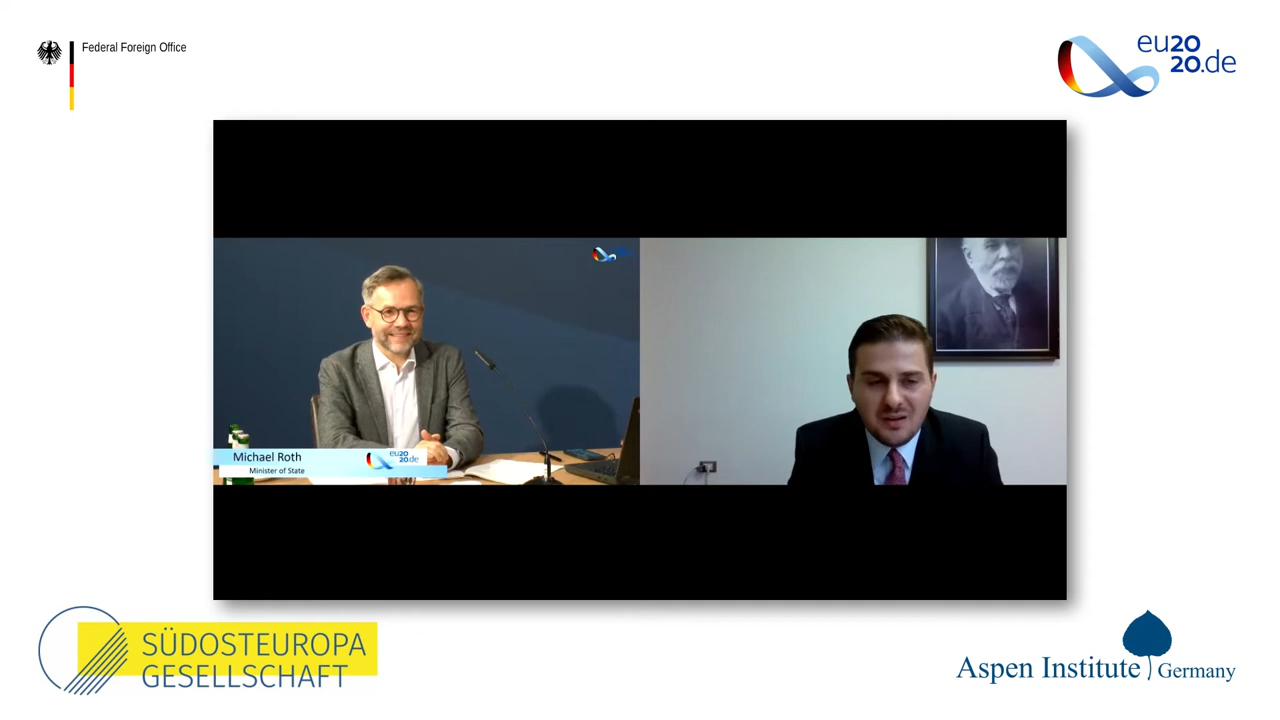 Federal Foreign Office
eu20
20.de
Michael Roth
Minister of State
eu20
20.de
SÜDOSTEUROPA
GESELLSCHAFT
Aspen Institute Germany